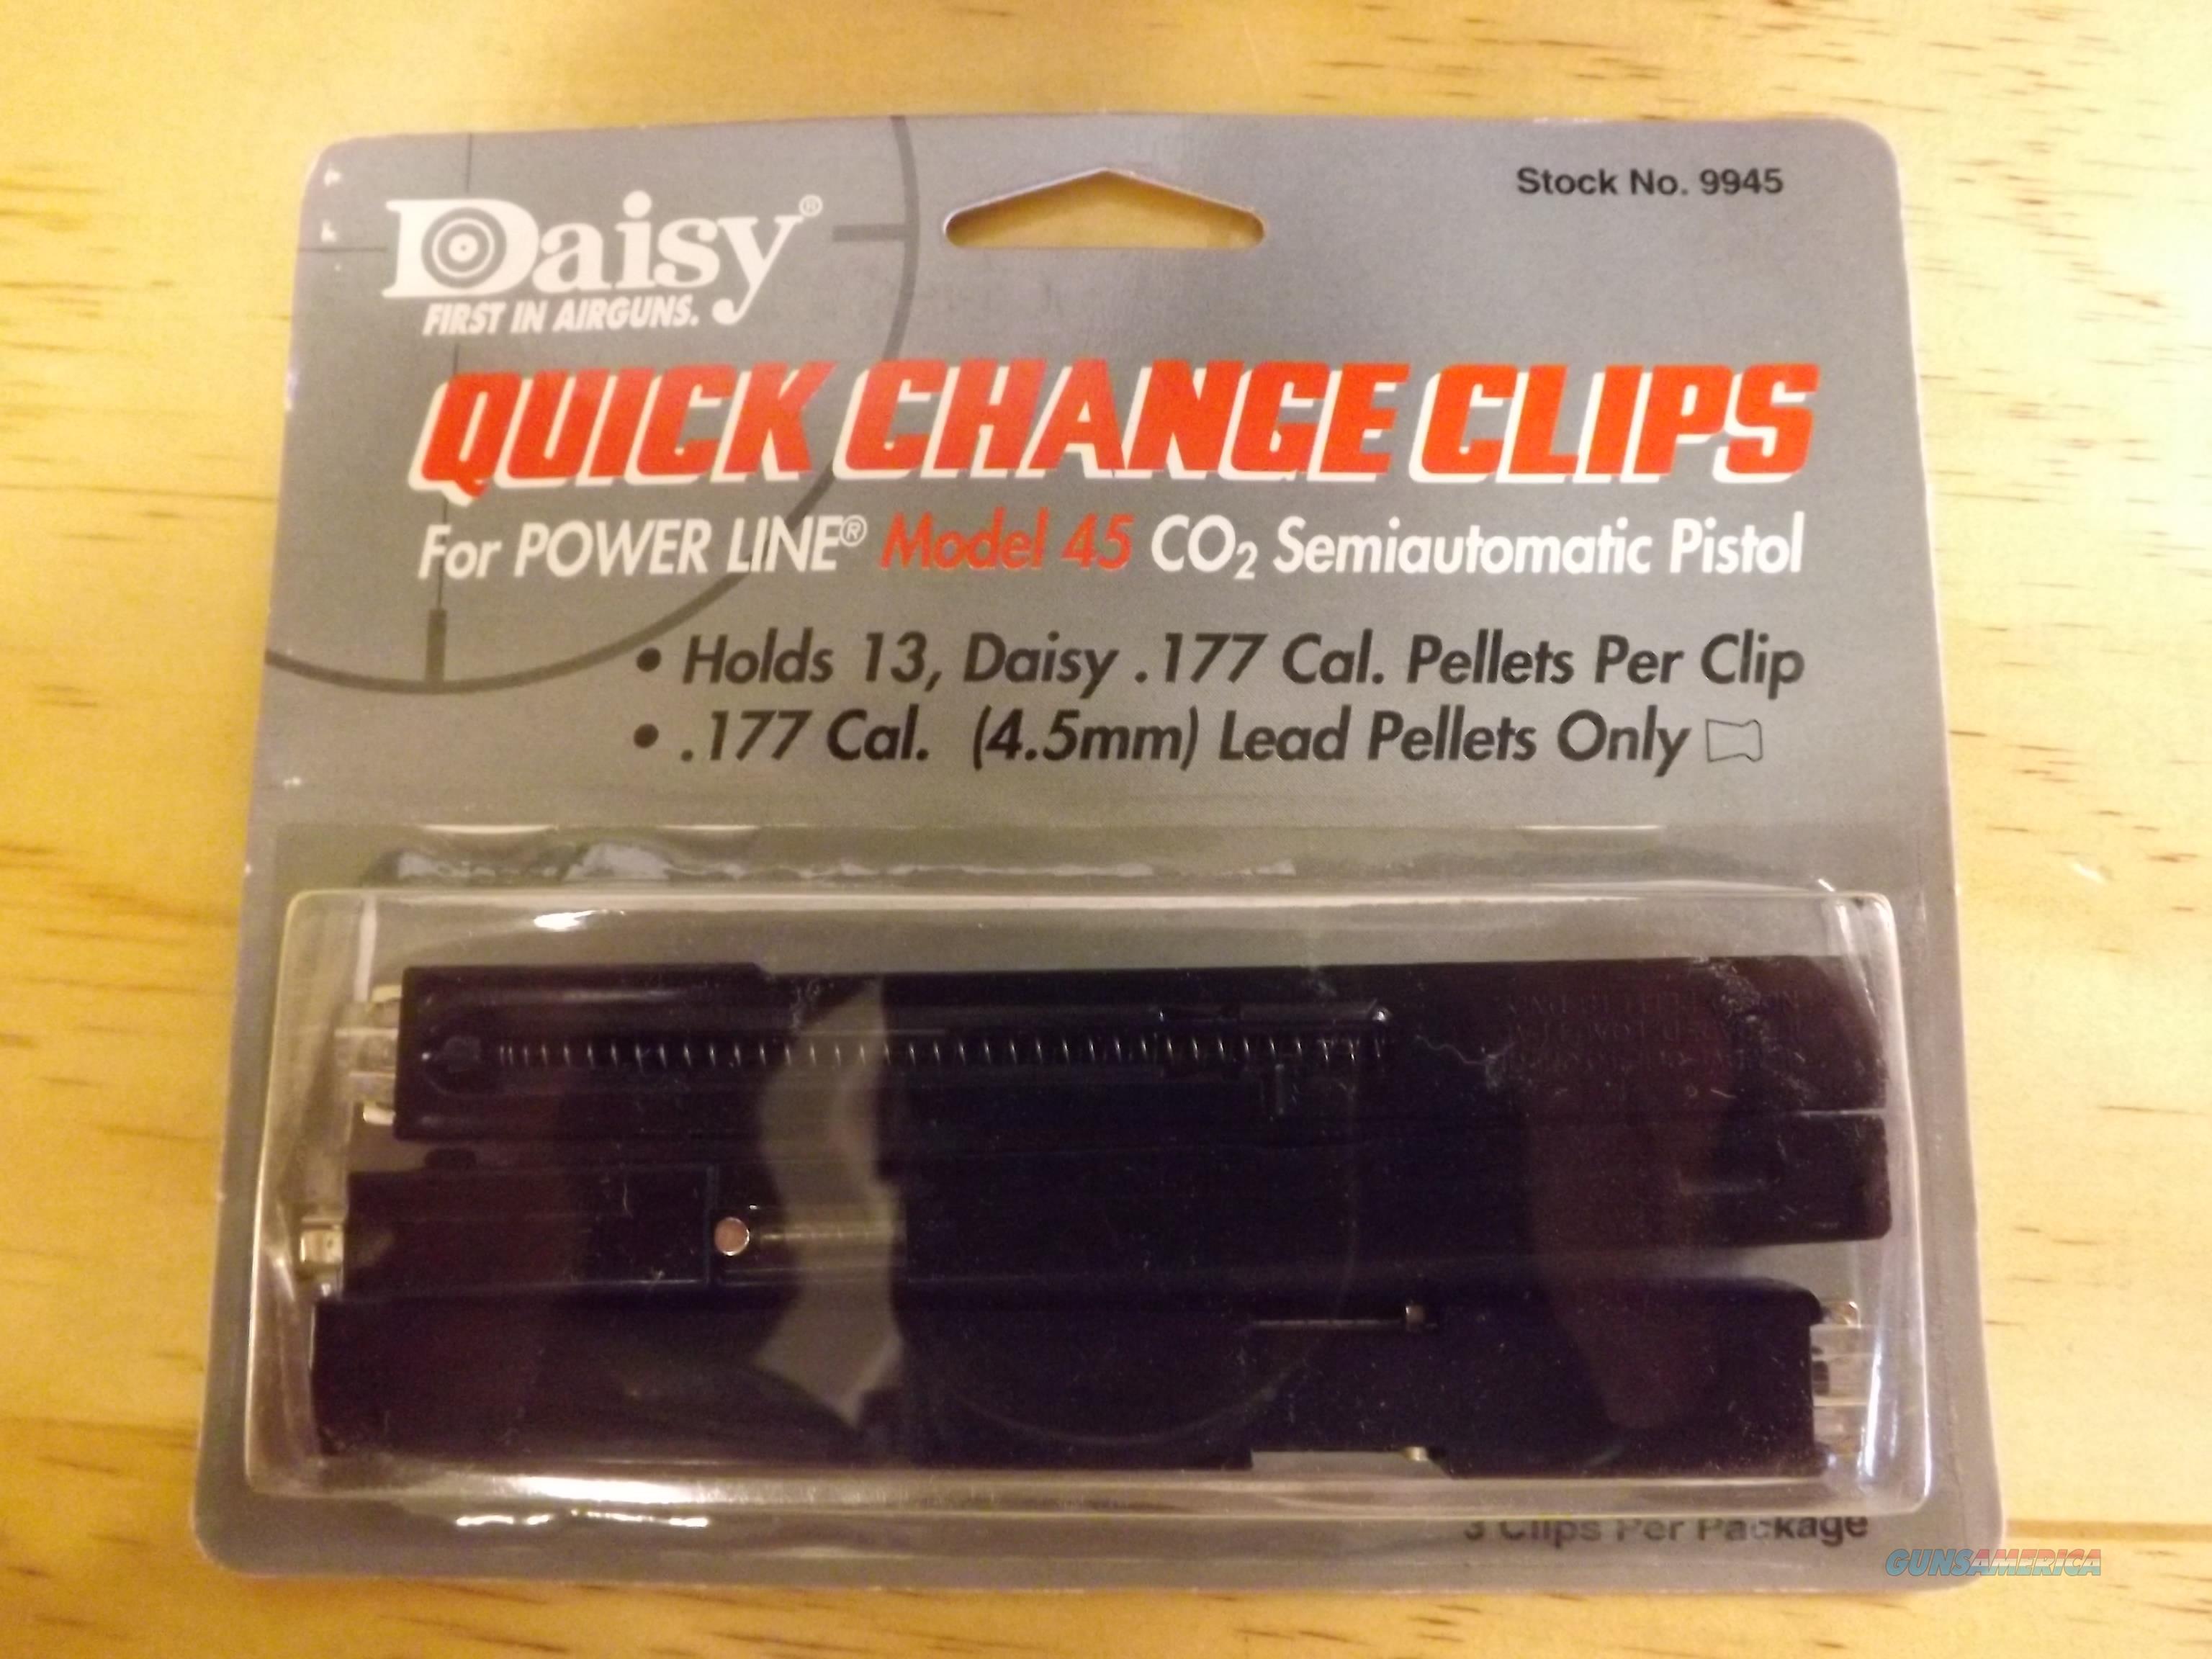 Stock No. 9945
Daisy®
FIRST IN AIRGUNS.
QUICK CHANGE CLIPS
For POWER LINE® Model 45 CO₂ Semiautomatic Pistol
• Holds 13, Daisy .177 Cal. Pellets Per Clip
• .177 Cal. (4.5mm) Lead Pellets Only
3 Clips Per Package
GUNSAMERICA